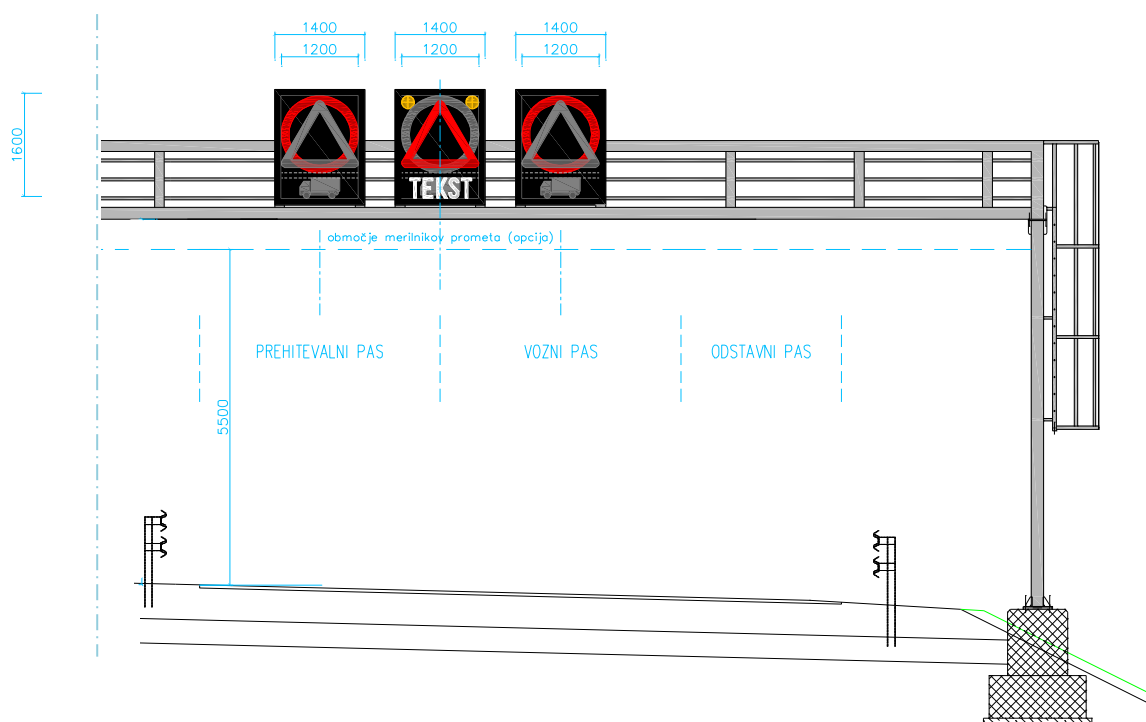 1400 1400 1400
1200 1200 1200
1600
TEKST
območje merilnikov prometa (opcija)
PREHITEVALNI PAS VOZNI PAS ODSTAVNI PAS
5500